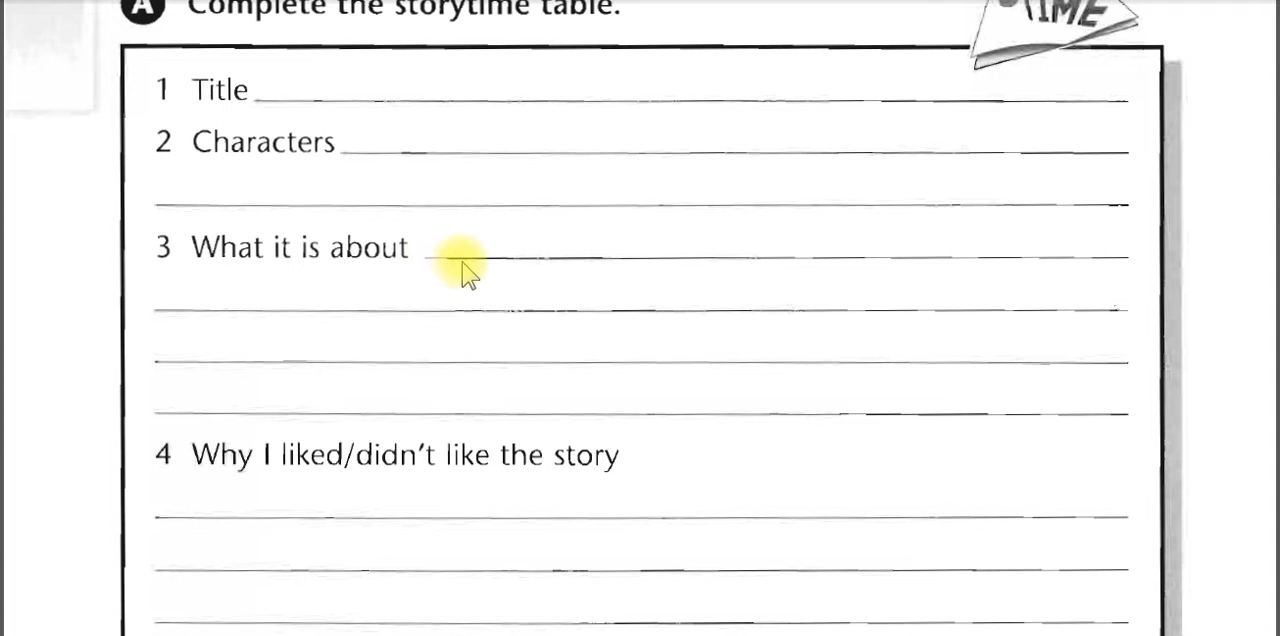 A Complete the storytime table.
TIME
1 Title
2 Characters
3 What it is about
4 Why I liked/didn't like the story